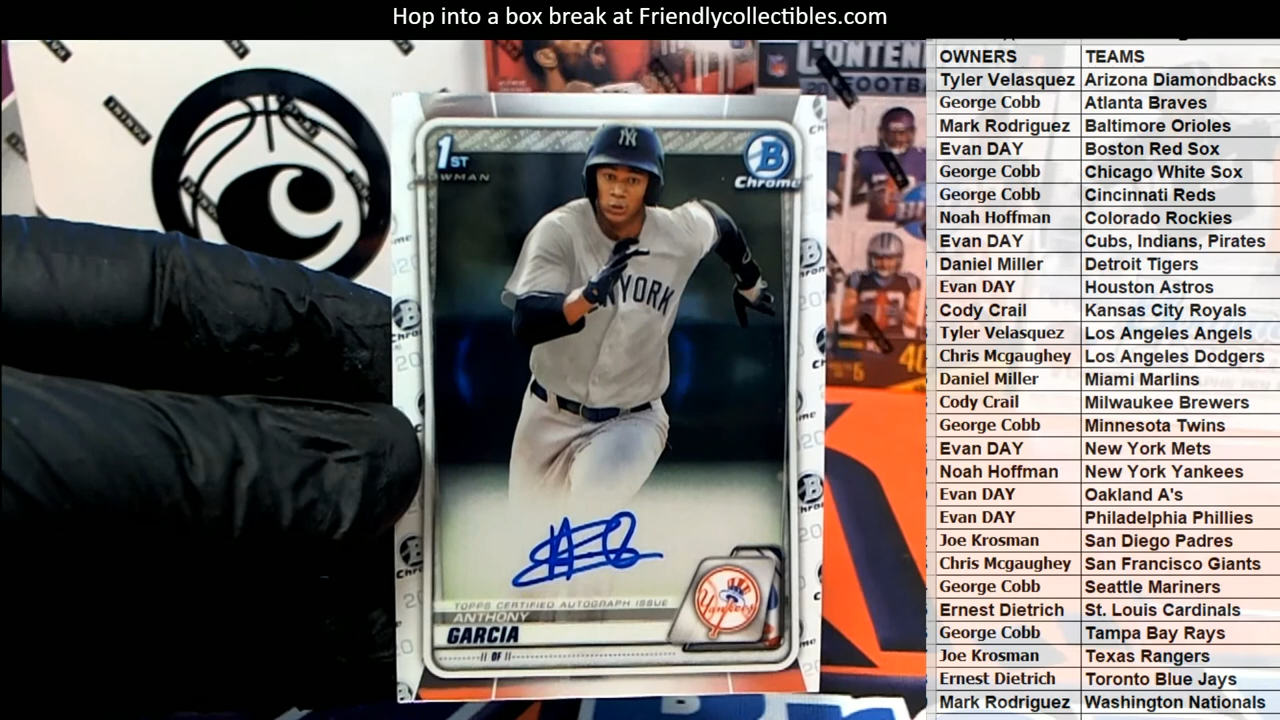 Hop into a box break at Friendlycollectibles.com
CONTEN
FOOTB
1ST
BOWMAN
B
Chrome
NY
NEW YORK
TOPPS CERTIFIED AUTOGRAPH ISSUE
ANTHONY
GARCIA
OF
Yankees
OWNERS TEAMS
Tyler Velasquez Arizona Diamondbacks
George Cobb Atlanta Braves
Mark Rodriguez Baltimore Orioles
Evan DAY Boston Red Sox
George Cobb Chicago White Sox
George Cobb Cincinnati Reds
Noah Hoffman Colorado Rockies
Evan DAY Cubs, Indians, Pirates
Daniel Miller Detroit Tigers
Evan DAY Houston Astros
Cody Crail Kansas City Royals
Tyler Velasquez Los Angeles Angels
Chris Mcgaughey Los Angeles Dodgers
Daniel Miller Miami Marlins
Cody Crail Milwaukee Brewers
George Cobb Minnesota Twins
Evan DAY New York Mets
Noah Hoffman New York Yankees
Evan DAY Oakland A's
Evan DAY Philadelphia Phillies
Joe Krosman San Diego Padres
Chris Mcgaughey San Francisco Giants
George Cobb Seattle Mariners
Ernest Dietrich St. Louis Cardinals
George Cobb Tampa Bay Rays
Joe Krosman Texas Rangers
Ernest Dietrich Toronto Blue Jays
Mark Rodriguez Washington Nationals